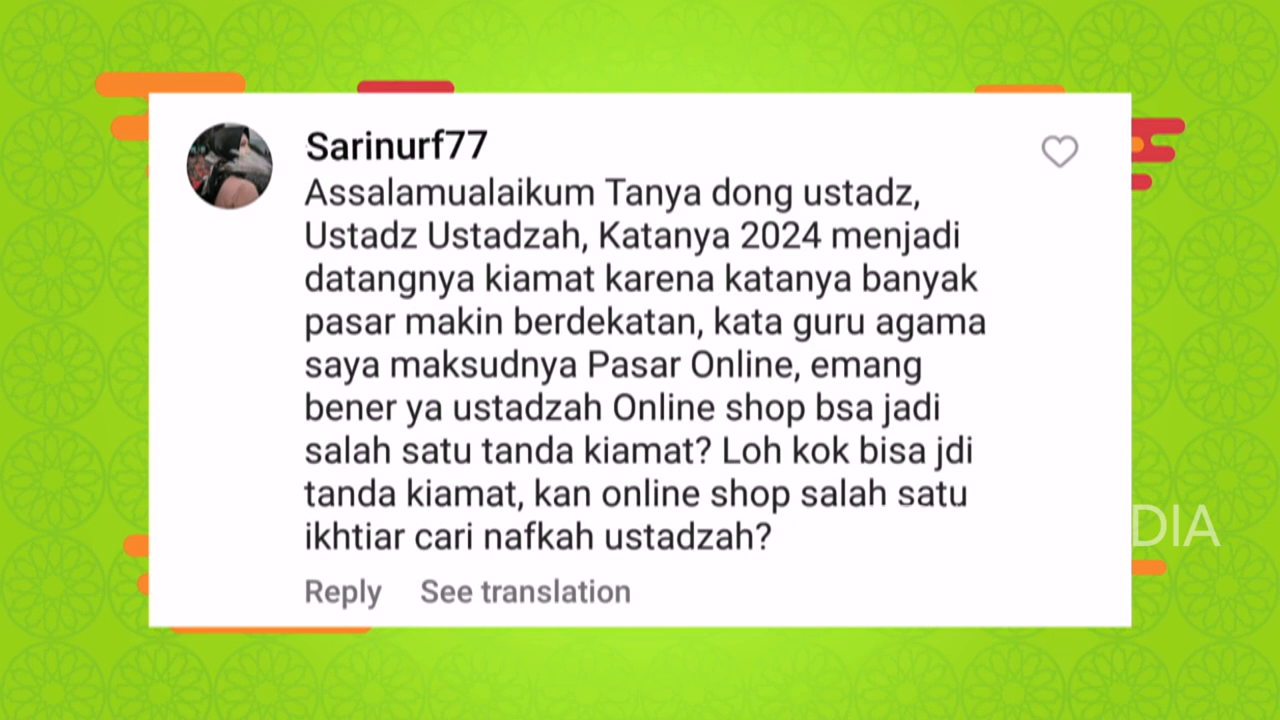 Sarinurf77
Assalamualaikum Tanya dong ustadz,
Ustadz Ustadzah, Katanya 2024 menjadi
datangnya kiamat karena katanya banyak
pasar makin berdekatan, kata guru agama
saya maksudnya Pasar Online, emang
bener ya ustadzah Online shop bsa jadi
salah satu tanda kiamat? Loh kok bisa jdi
tanda kiamat, kan online shop salah satu
ikhtiar cari nafkah ustadzah?
DIA
Reply See translation